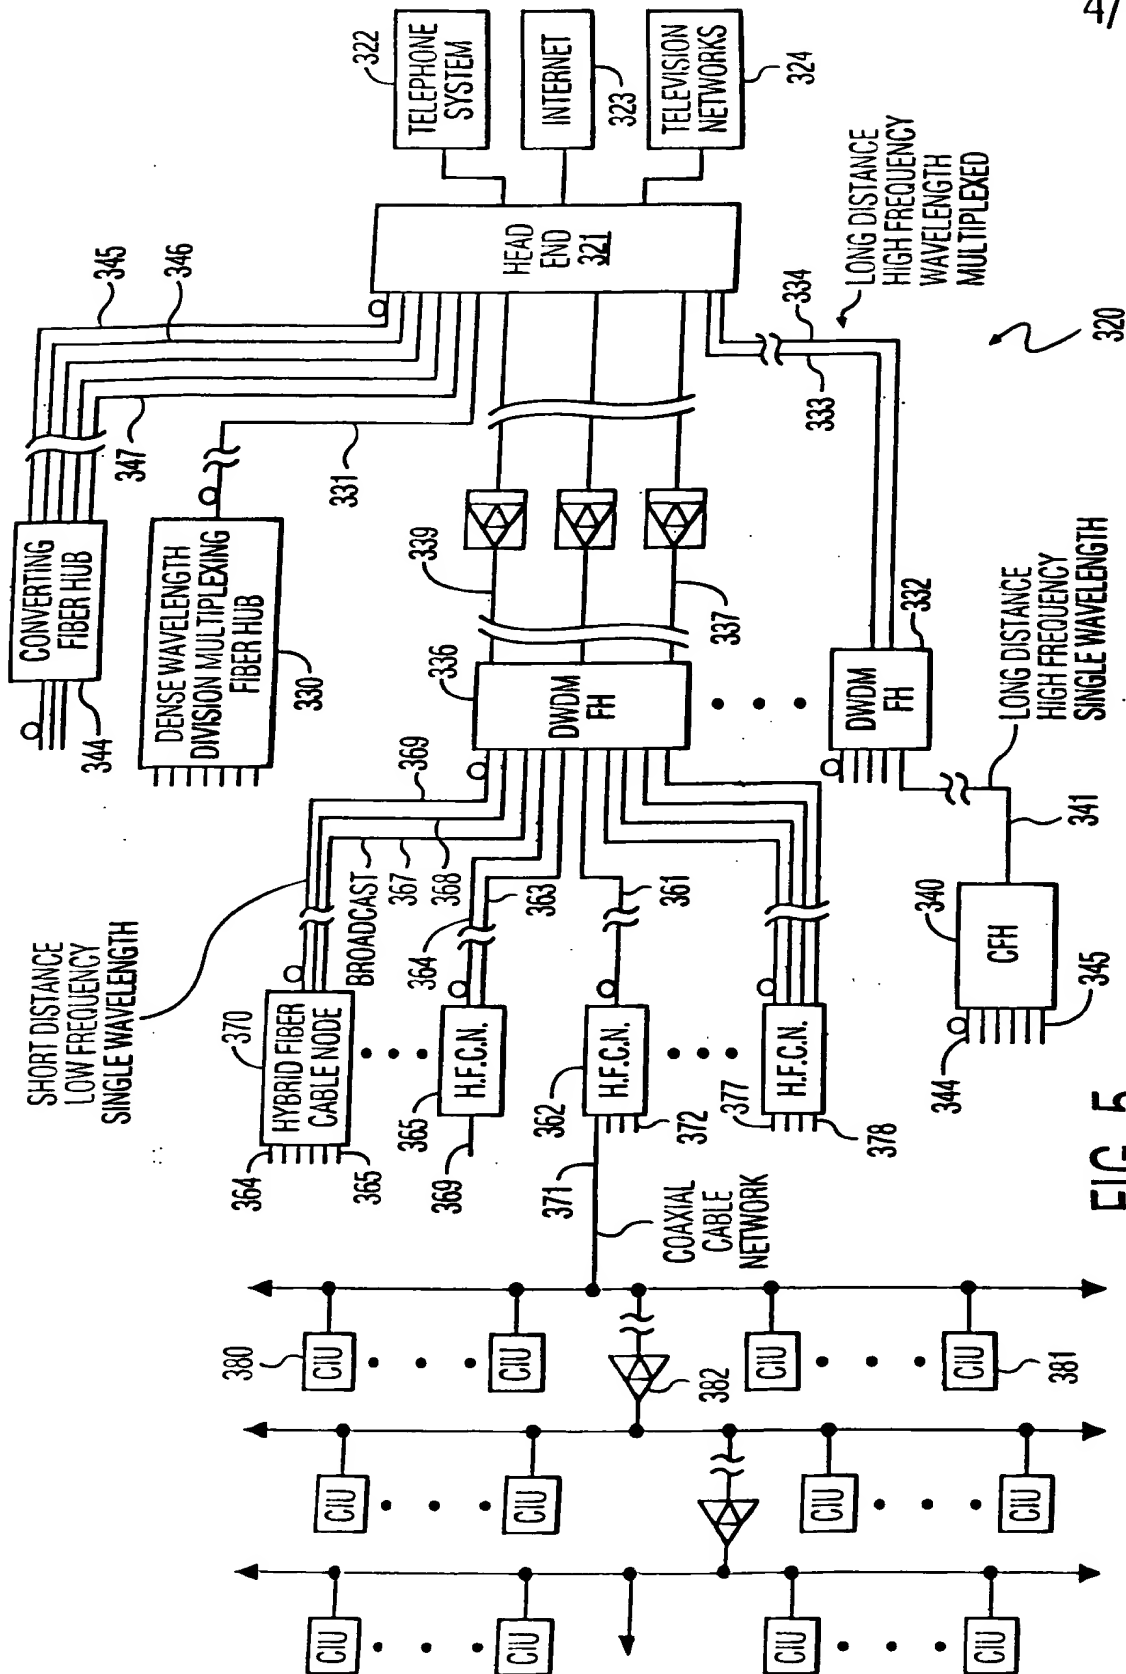 4/
322
TELEPHONE
SYSTEM
INTERNET
323
TELEVISION
NETWORKS
324
HEAD
END
321
345
346
347
331
LONG DISTANCE
HIGH FREQUENCY
WAVELENGTH
MULTIPLEXED
334
333
320
CONVERTING
FIBER HUB
344
DENSE WAVELENGTH
DIVISION MULTIPLEXING
FIBER HUB
330
339
337
336
DWDM
FH
332
DWDM
FH
LONG DISTANCE
HIGH FREQUENCY
SINGLE WAVELENGTH
341
340
CFH
344
345
SHORT DISTANCE
LOW FREQUENCY
SINGLE WAVELENGTH
369
368
367
BROADCAST
364
363
361
370
HYBRID FIBER
CABLE NODE
364
365
H.F.C.N.
365
369
H.F.C.N.
362
372
371
H.F.C.N.
377
378
COAXIAL
CABLE
NETWORK
380
CIU
CIU
CIU
CIU
381
382
CIU
CIU
CIU
CIU
CIU
CIU
CIU
CIU
FIG. 5